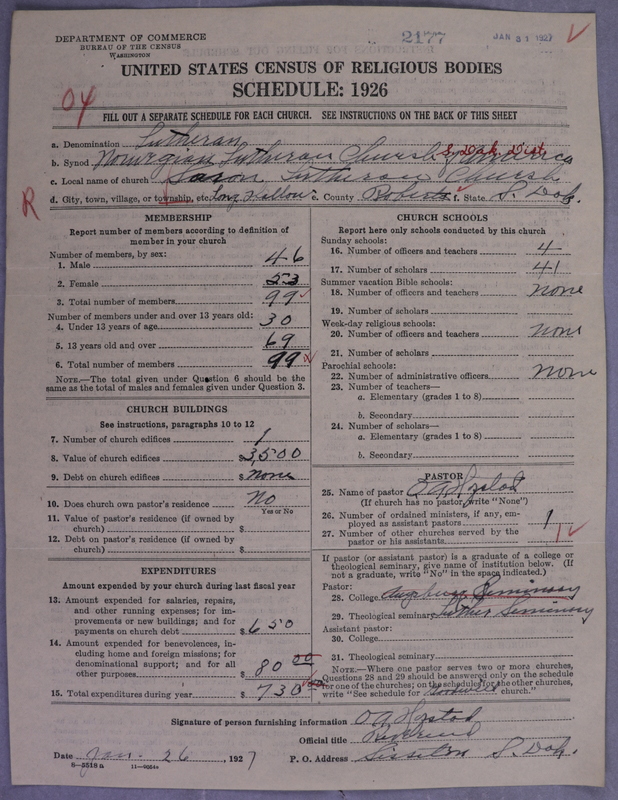 DEPARTMENT OF COMMERCE
BUREAU OF THE CENSUS
WASHINGTON
2177
JAN 31 1927
UNITED STATES CENSUS OF RELIGIOUS BODIES
SCHEDULE: 1926
04
FILL OUT A SEPARATE SCHEDULE FOR EACH CHURCH. SEE INSTRUCTIONS ON THE BACK OF THIS SHEET
a. Denomination Lutheran
S Dak Dist
b. Synod Norwegian Lutheran Church America
c. Local name of church Lutheran Church
d. City, town, village, or township, etc. Long Hallow e. County Roberts f. State S. Dak.
R
MEMBERSHIP
Report number of members according to definition of
member in your church
Number of members, by sex:
1. Male 46
2. Female 53
3. Total number of members 99
Number of members under and over 13 years old:
4. Under 13 years of age 30
5. 13 years old and over 69
6. Total number of members 99
NOTE.—The total given under Question 6 should be the
same as the total of males and females given under Question 3.
CHURCH BUILDINGS
See instructions, paragraphs 10 to 12
7. Number of church edifices 1
8. Value of church edifices $3,500
9. Debt on church edifices $ none
10. Does church own pastor's residence No
Yes or No
11. Value of pastor's residence (if owned by
church) $
12. Debt on pastor's residence (if owned by
church) $
EXPENDITURES
Amount expended by your church during last fiscal year
13. Amount expended for salaries, repairs,
and other running expenses; for im-
provements or new buildings; and for
payments on church debt $650
14. Amount expended for benevolences, in-
cluding home and foreign missions; for
denominational support; and for all
other purposes $ 80 00
15. Total expenditures during year $ 730
CHURCH SCHOOLS
Report here only schools conducted by this church
Sunday schools:
16. Number of officers and teachers 4
17. Number of scholars 41
Summer vacation Bible schools:
18. Number of officers and teachers none
19. Number of scholars
Week-day religious schools:
20. Number of officers and teachers none
21. Number of scholars
Parochial schools:
22. Number of administrative officers none
23. Number of teachers—
a. Elementary (grades 1 to 8)
b. Secondary
24. Number of scholars—
a. Elementary (grades 1 to 8)
b. Secondary
PASTOR
25. Name of pastor
(If church has no pastor, write "None")
26. Number of ordained ministers, if any, em-
ployed as assistant pastors 1
27. Number of other churches served by the
pastor or his assistants
If pastor (or assistant pastor) is a graduate of a college or
theological seminary, give name of institution below. (If
not a graduate, write "No" in the space indicated.)
Pastor:
28. College Augsburg Seminary
29. Theological seminary Luther Seminary
Assistant pastor:
30. College
31. Theological seminary
NOTE.—Where one pastor serves two or more churches,
Questions 28 and 29 should be answered only on the schedule
for one of the churches; on the schedules for the other churches,
write "See schedule for church."
Signature of person furnishing information
Official title Reverend
Date Jan. 26, 1927 P. O. Address Sisseton S. Dak.
8—5518 a